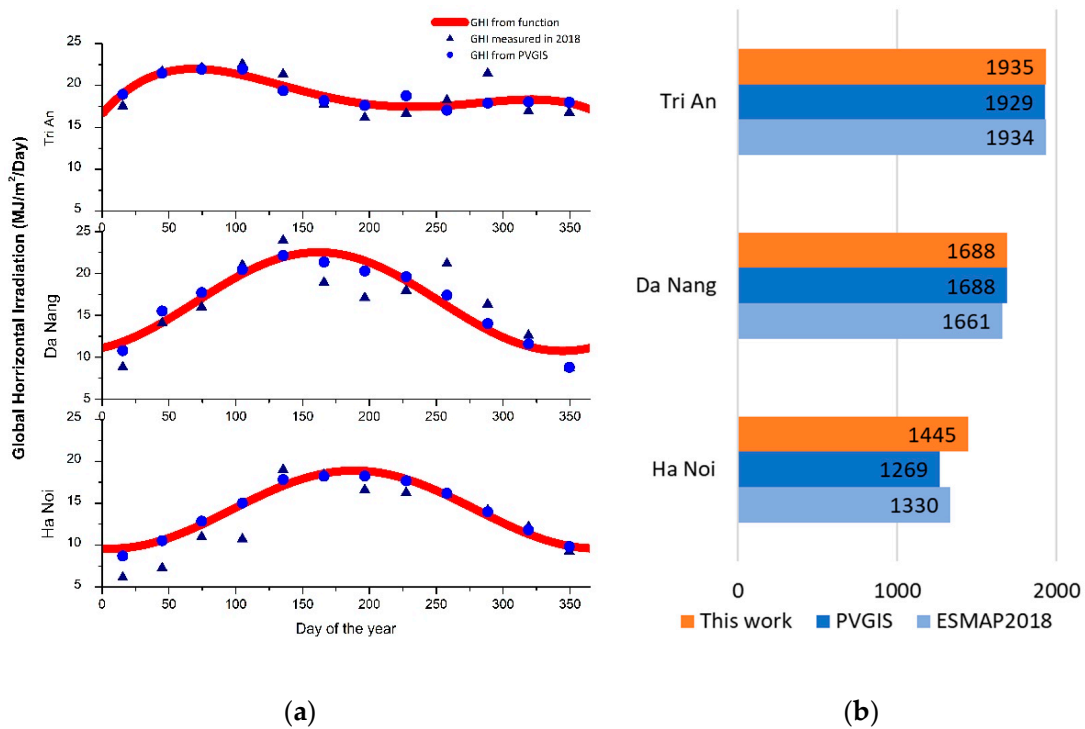 GHI from function
GHI measured in 2018
GHI from PVGIS
Global Horrizontal Irradiation (MJ/m²/Day)
Tri An
25
20
15
10
5
0 50 100 150 200 250 300 350
Da Nang
25
20
15
10
5
0 50 100 150 200 250 300 350
Ha Noi
25
20
15
10
5
0 50 100 150 200 250 300 350
Day of the year
(a)
Tri An
1935
1929
1934
Da Nang
1688
1688
1661
Ha Noi
1445
1269
1330
0 1000 2000
This work PVGIS ESMAP2018
(b)